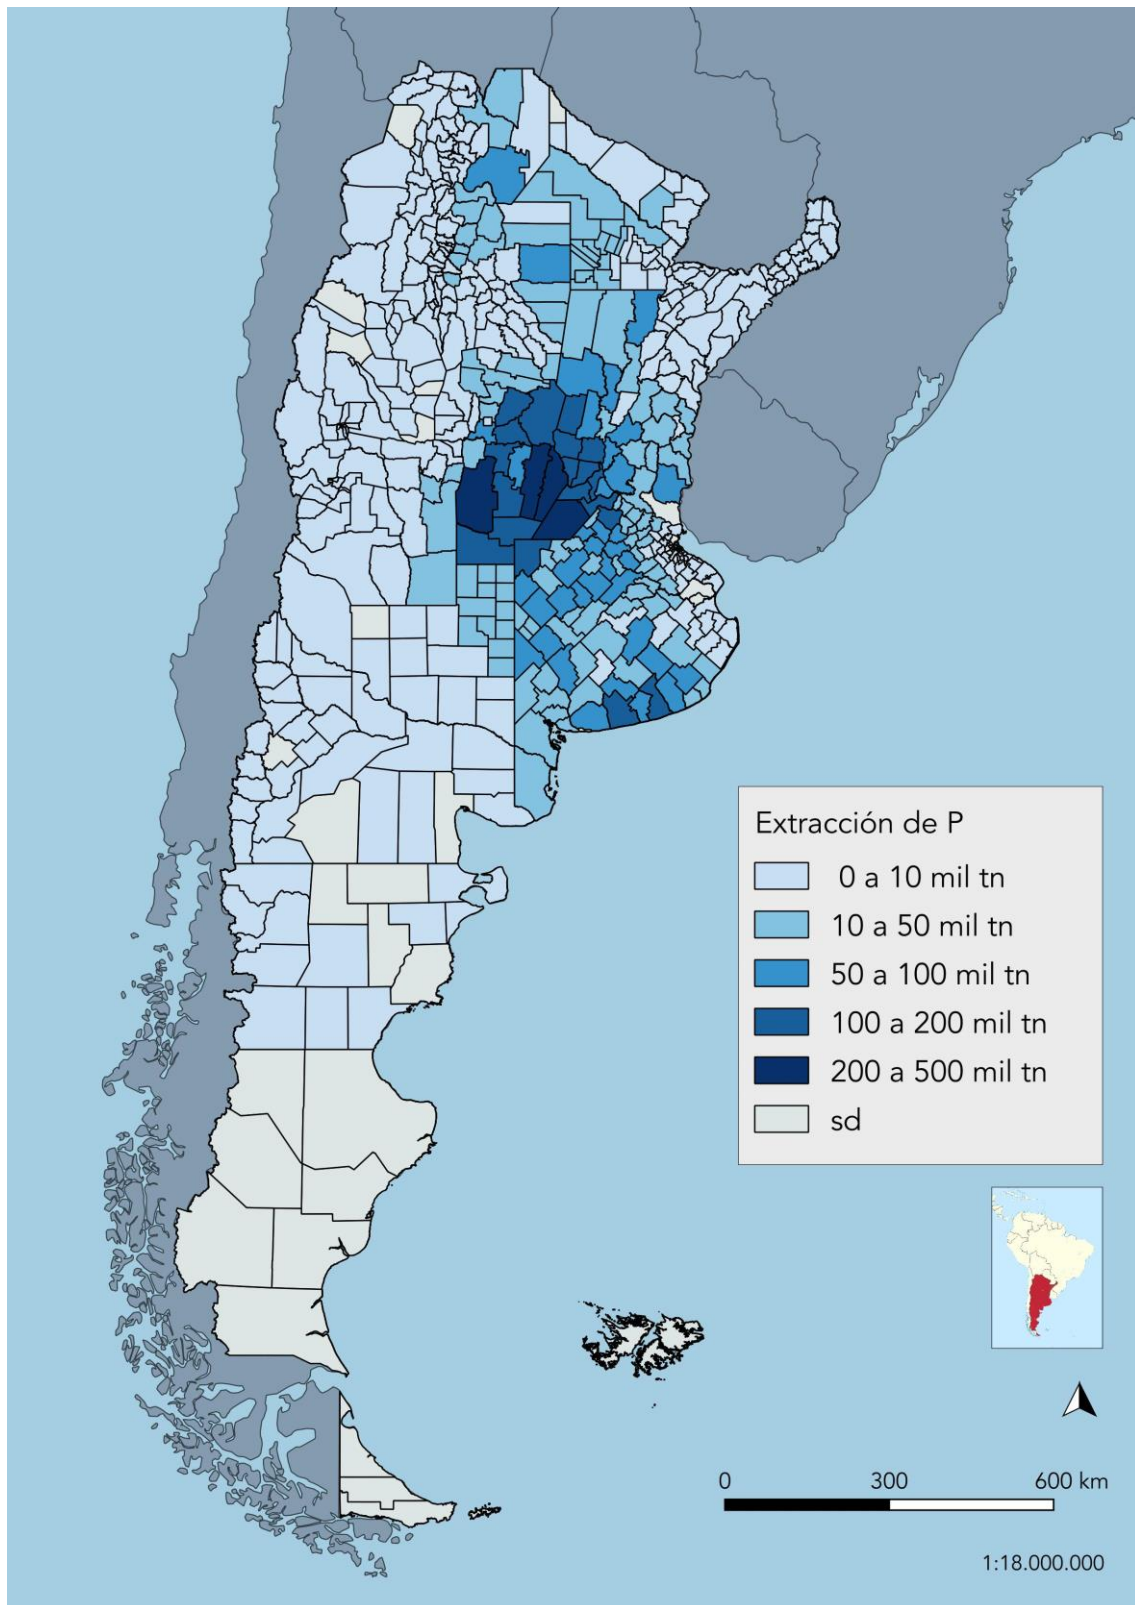 Extracción de P
0 a 10 mil tn
10 a 50 mil tn
50 a 100 mil tn
100 a 200 mil tn
200 a 500 mil tn
sd
0 300 600 km
1:18.000.000